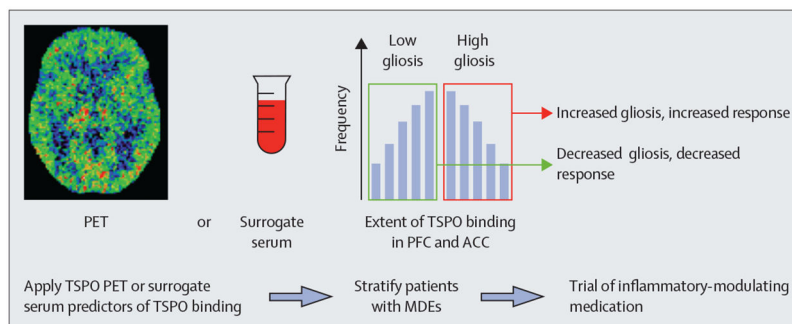 Low
gliosis
High
gliosis
Frequency
Increased gliosis, increased response
Decreased gliosis, decreased
response
PET
or
Surrogate
serum
Extent of TSPO binding
in PFC and ACC
Apply TSPO PET or surrogate
serum predictors of TSPO binding
Stratify patients
with MDEs
Trial of inflammatory-modulating
medication